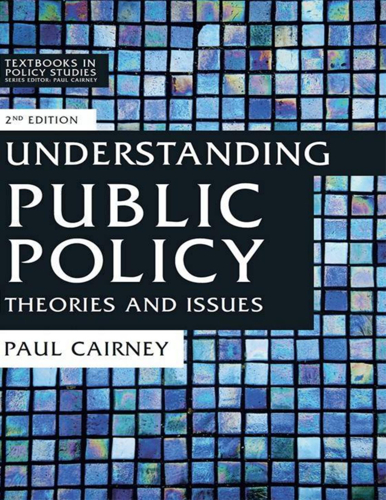 TEXTBOOKS IN
POLICY STUDIES
SERIES EDITOR: PAUL CAIRNEY
2ND EDITION
UNDERSTANDING
PUBLIC
POLICY
THEORIES AND ISSUES
PAUL CAIRNEY